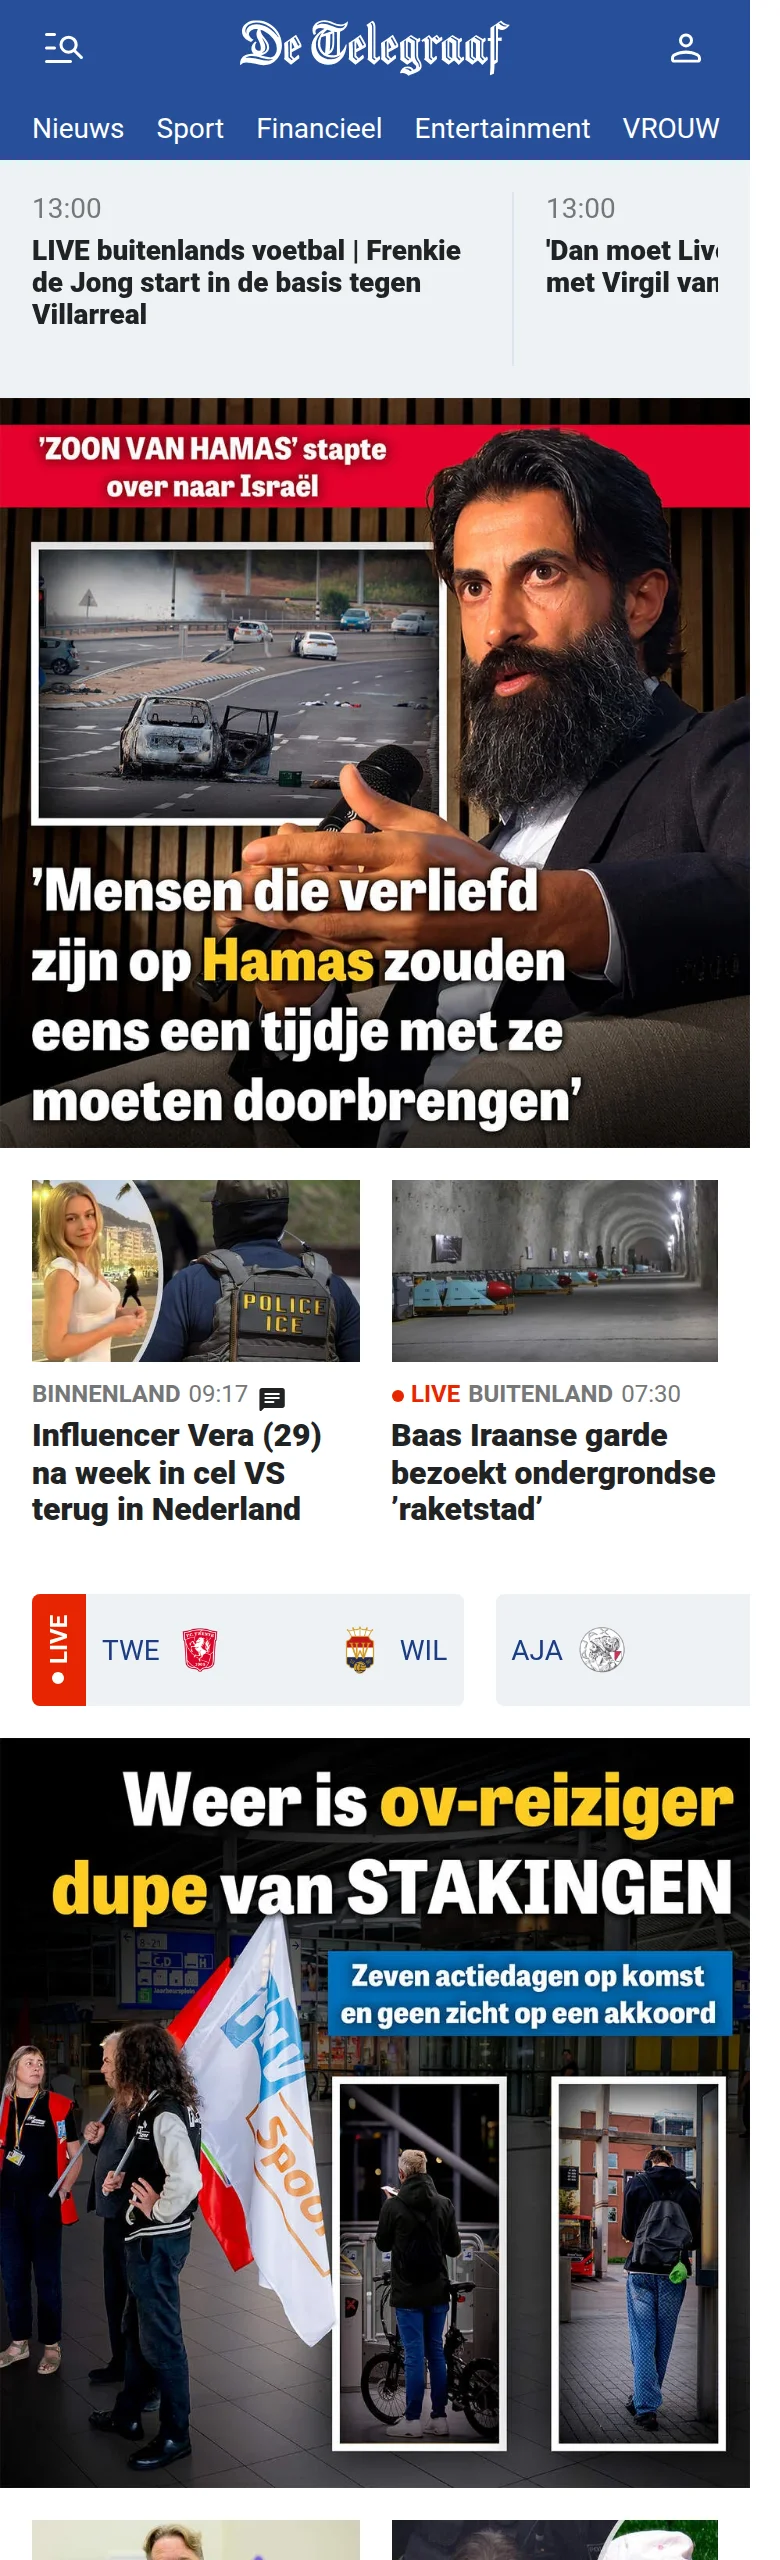 De Telegraaf
Nieuws Sport Financieel Entertainment VROUW
13:00
LIVE buitenlands voetbal | Frenkie
de Jong start in de basis tegen
Villarreal
13:00
'Dan moet Live
met Virgil van
’ZOON VAN HAMAS’ stapte
over naar Israël
’Mensen die verliefd
zijn op Hamas zouden
eens een tijdje met ze
moeten doorbrengen’
POLICE
ICE
BINNENLAND 09:17
Influencer Vera (29)
na week in cel VS
terug in Nederland
LIVE BUITENLAND 07:30
Baas Iraanse garde
bezoekt ondergrondse
’raketstad’
LIVE
TWE
WIL
AJA
Weer is ov-reiziger
dupe van STAKINGEN
Zeven actiedagen op komst
en geen zicht op een akkoord
FNV
Spoor